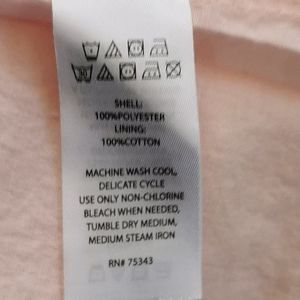 SHELL:
100%POLYESTER
LINING:
100%COTTON
MACHINE WASH COOL,
DELICATE CYCLE
USE ONLY NON-CHLORINE
BLEACH WHEN NEEDED,
TUMBLE DRY MEDIUM,
MEDIUM STEAM IRON
RN# 75343